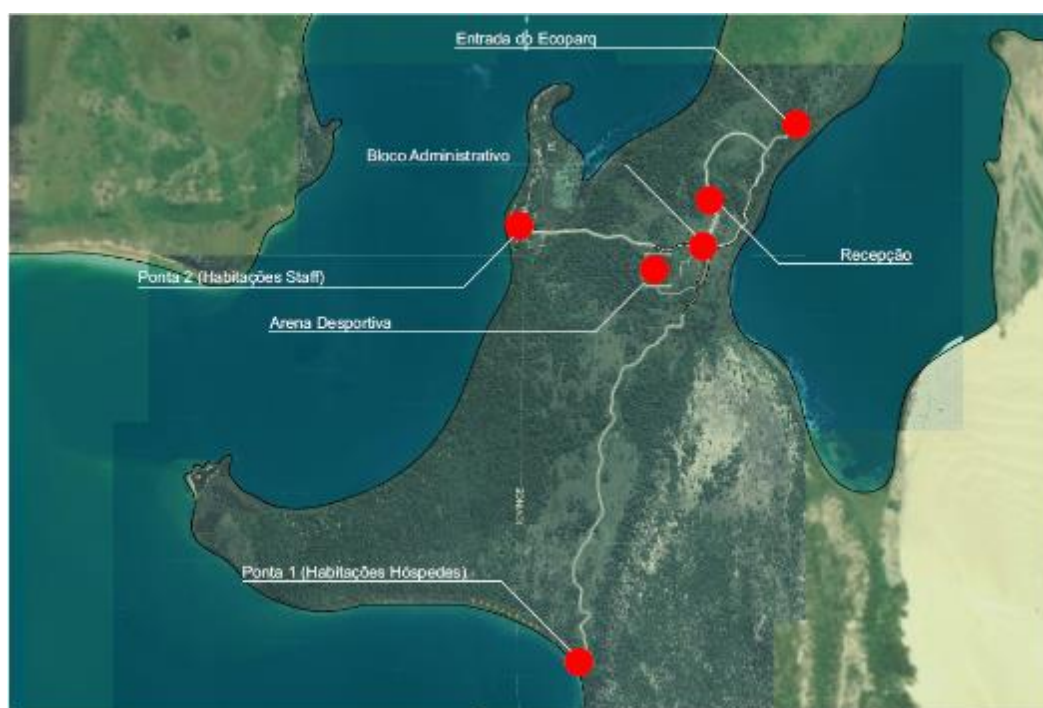 Entrada do Ecoparq
Bloco Administrativo
Recepção
Ponta 2 (Habitações Staff)
Arena Desportiva
Ponta 1 (Habitações Hóspedes)